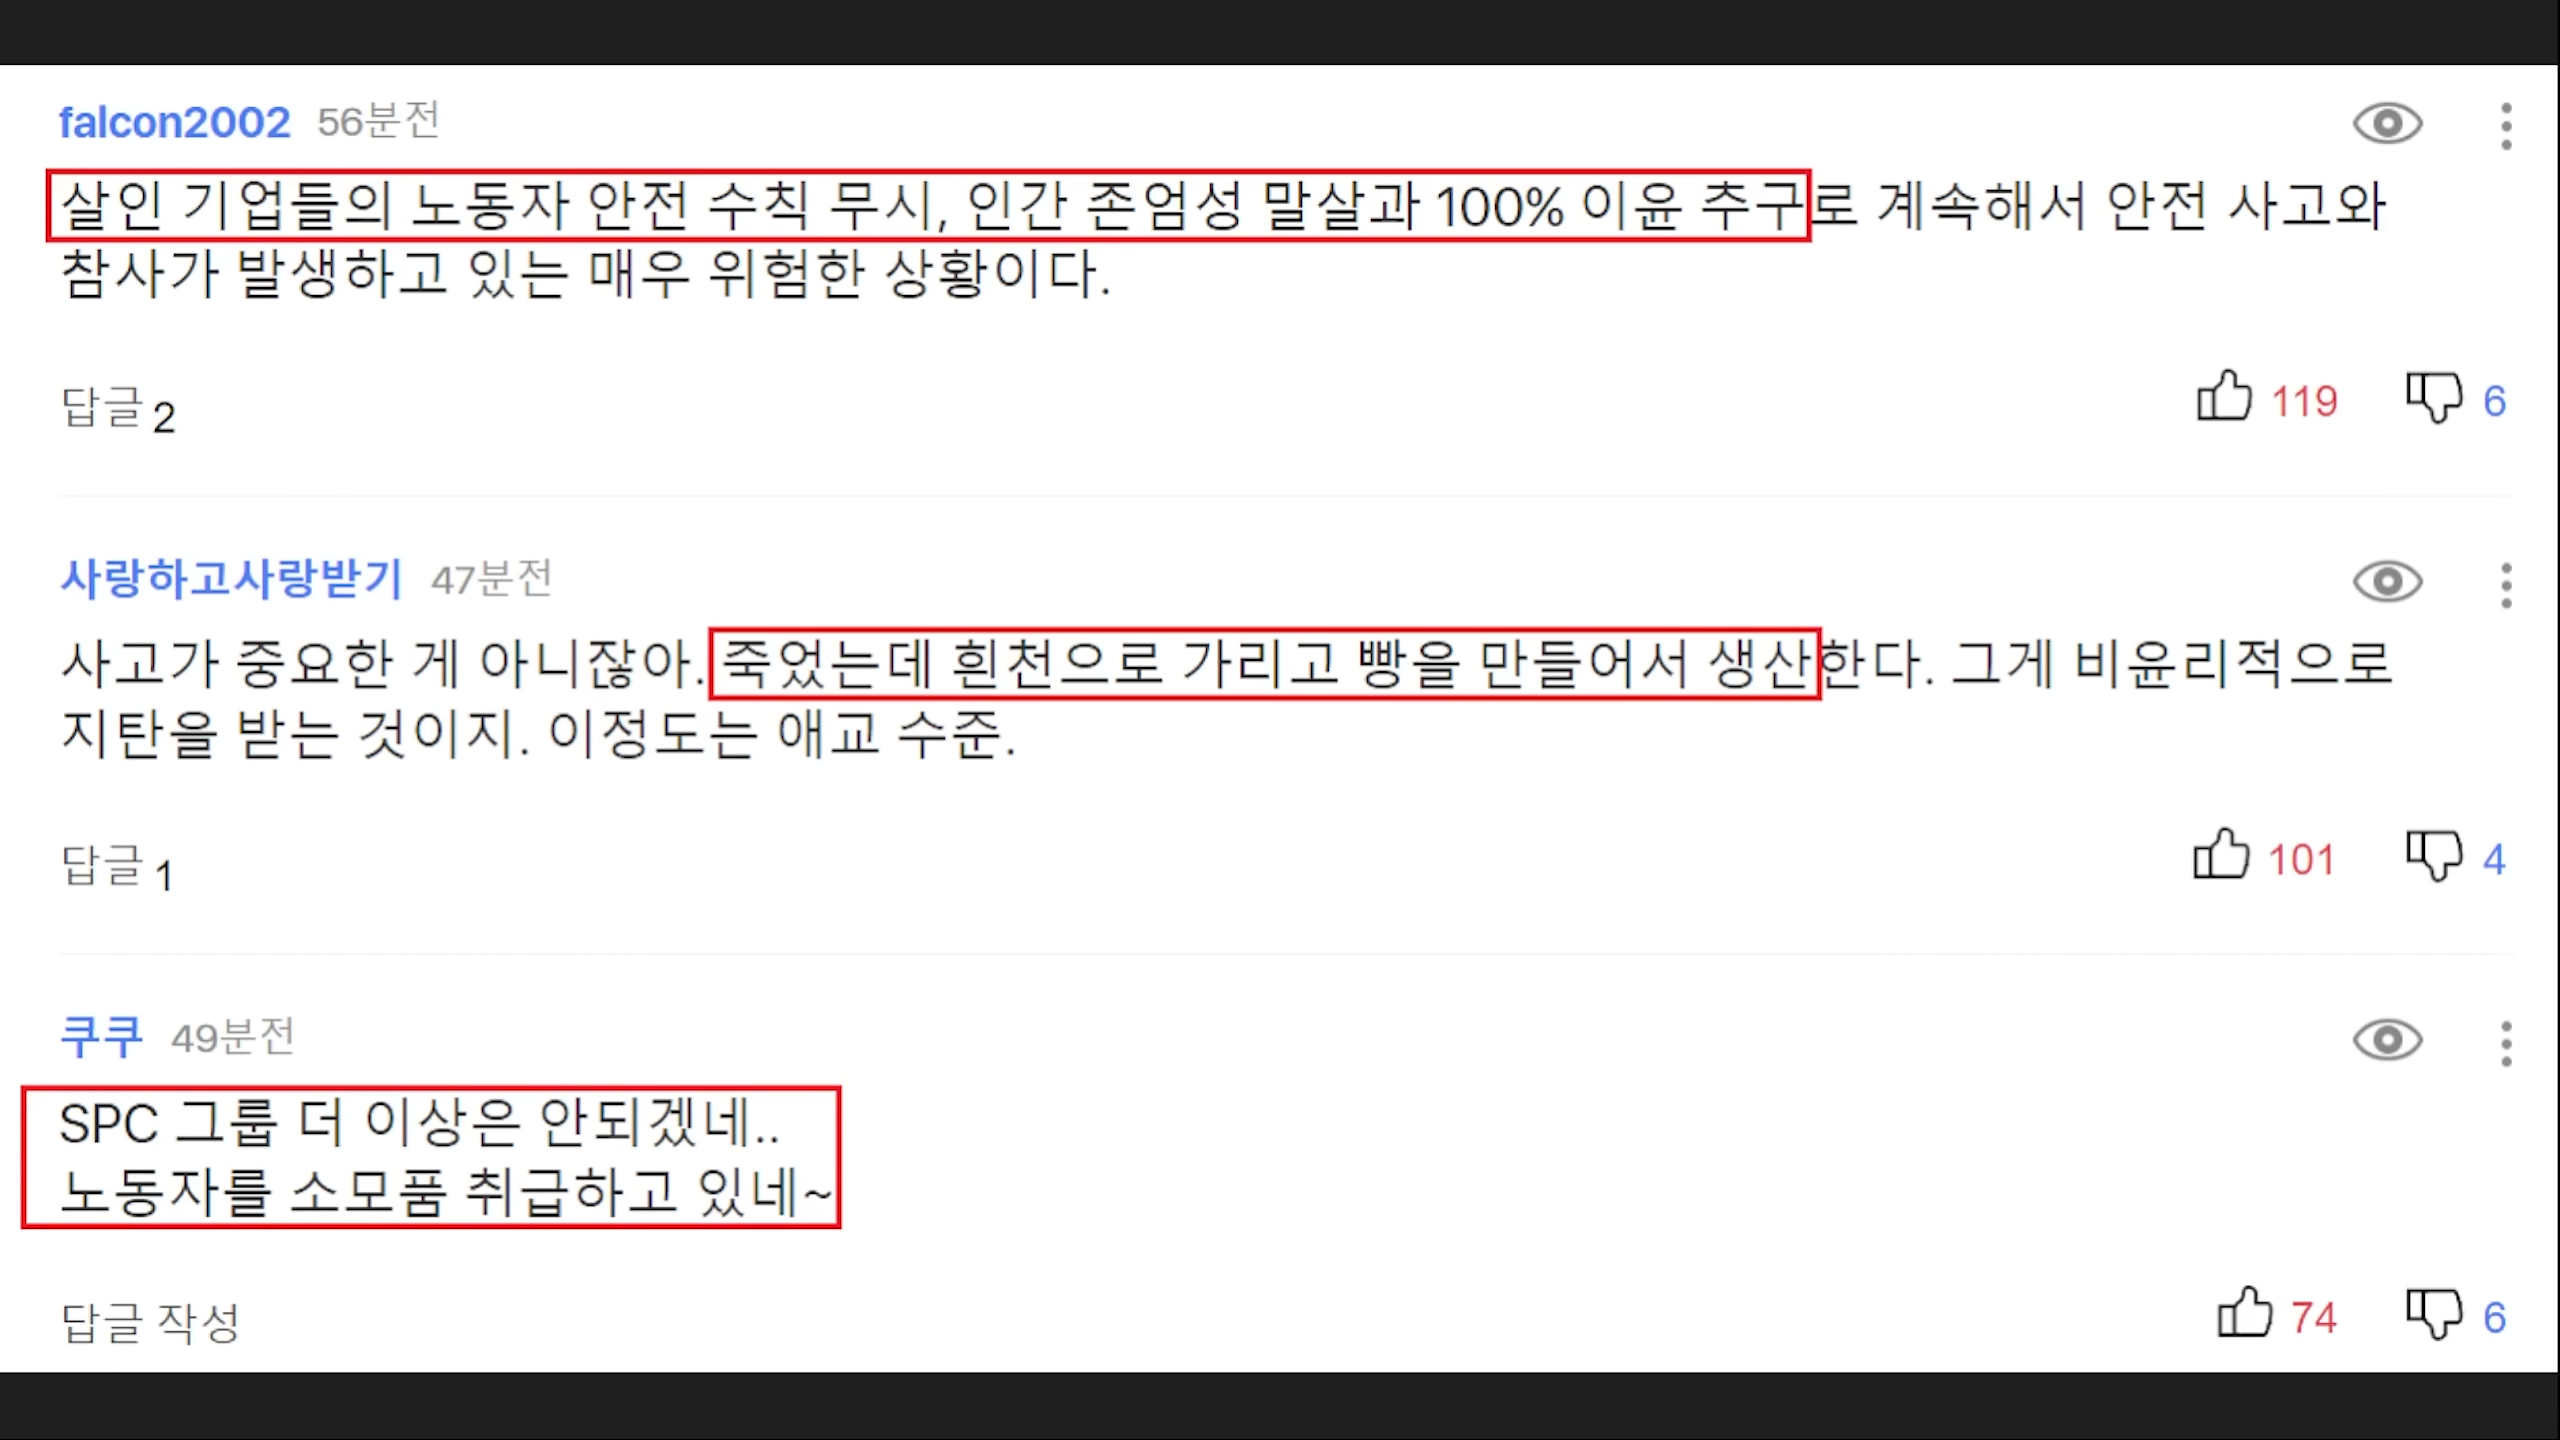 falcon2002 56분전
살인 기업들의 노동자 안전 수칙 무시, 인간 존엄성 말살과 100% 이윤 추구로 계속해서 안전 사고와
참사가 발생하고 있는 매우 위험한 상황이다.
답글 2 119 6
사랑하고사랑받기 47분전
사고가 중요한 게 아니잖아. 죽었는데 흰천으로 가리고 빵을 만들어서 생산한다. 그게 비윤리적으로
지탄을 받는 것이지. 이정도는 애교 수준.
답글 1 101 4
쿠쿠 49분전
SPC 그룹 더 이상은 안되겠네..
노동자를 소모품 취급하고 있네~
답글 작성 74 6